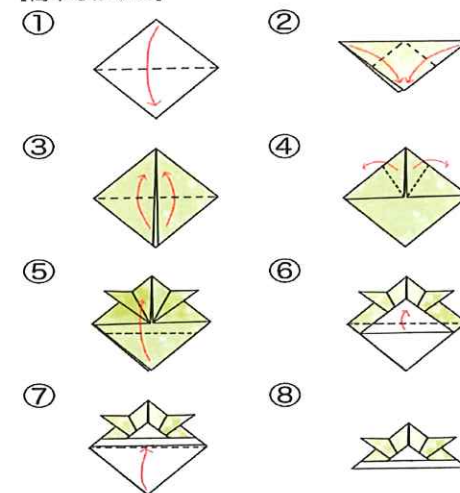 ① ②
③ ④
⑤ ⑥
⑦ ⑧